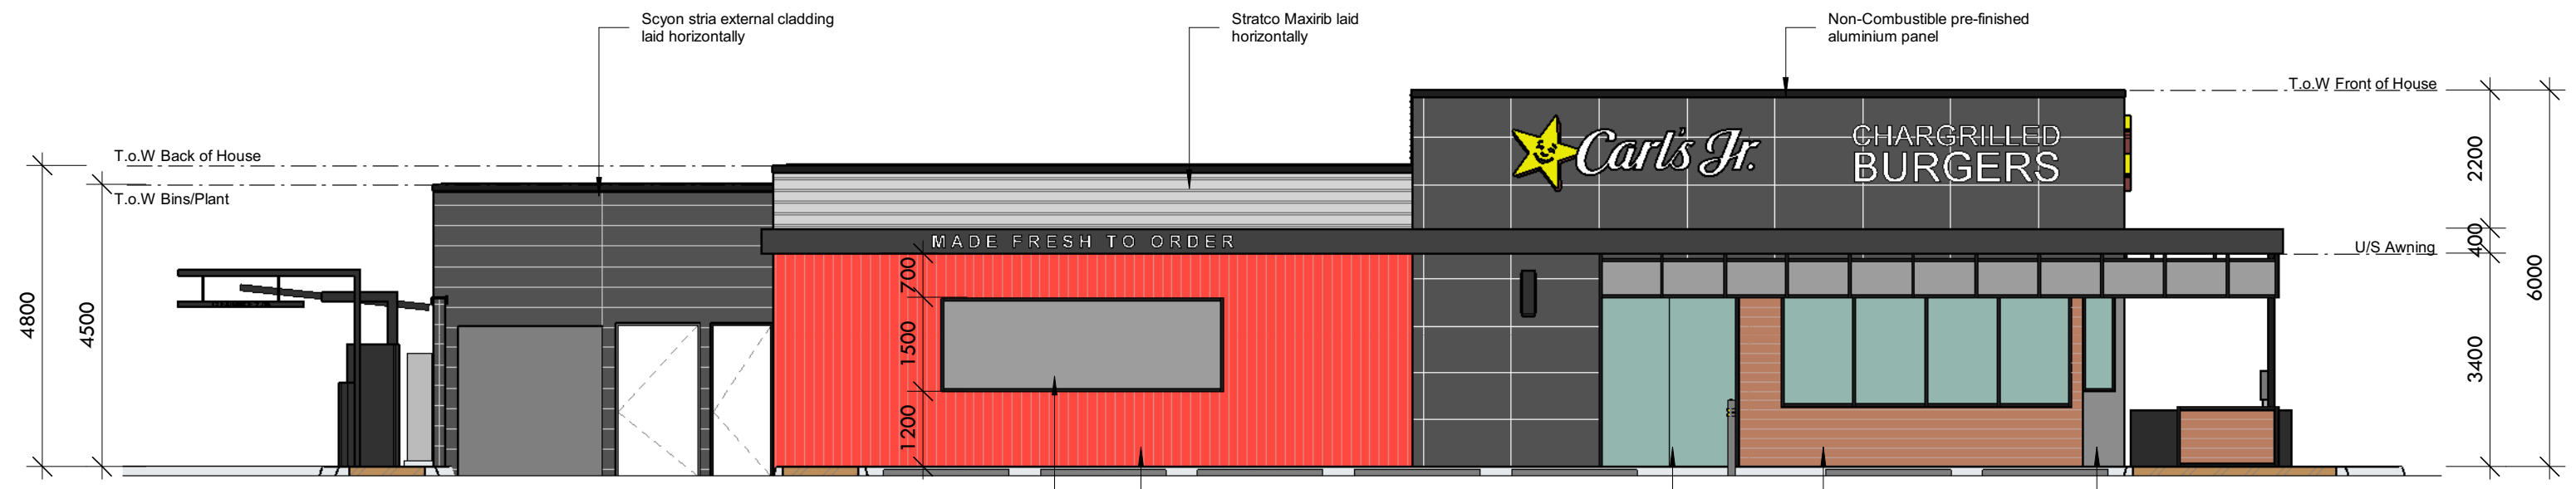 Scyon stria external cladding
laid horizontally
Stratco Maxirib laid
horizontally
Non-Combustible pre-finished
aluminium panel
T.o.W Front of House
T.o.W Back of House
T.o.W Bins/Plant
Carl's Jr.
CHARGRILLED
BURGERS
MADE FRESH TO ORDER
U/S Awning
4800
4500
700
1500
1200
2200
400
3400
6000